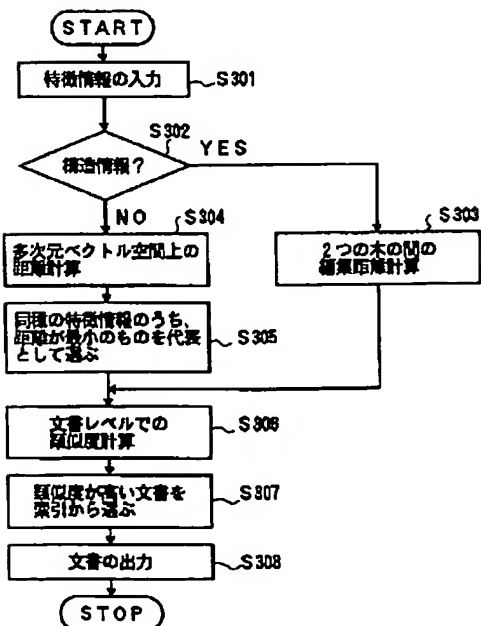 START
特徴情報の入力
S301
S302
構造情報？
YES
NO
S304
多次元ベクトル空間上の
距離計算
S303
2つの木の間の
編集距離計算
同種の特徴情報のうち、
距離が最小のものを代表
として選ぶ
S305
文書レベルでの
類似度計算
S306
類似度が高い文書を
索引から選ぶ
S307
文書の出力
S308
STOP